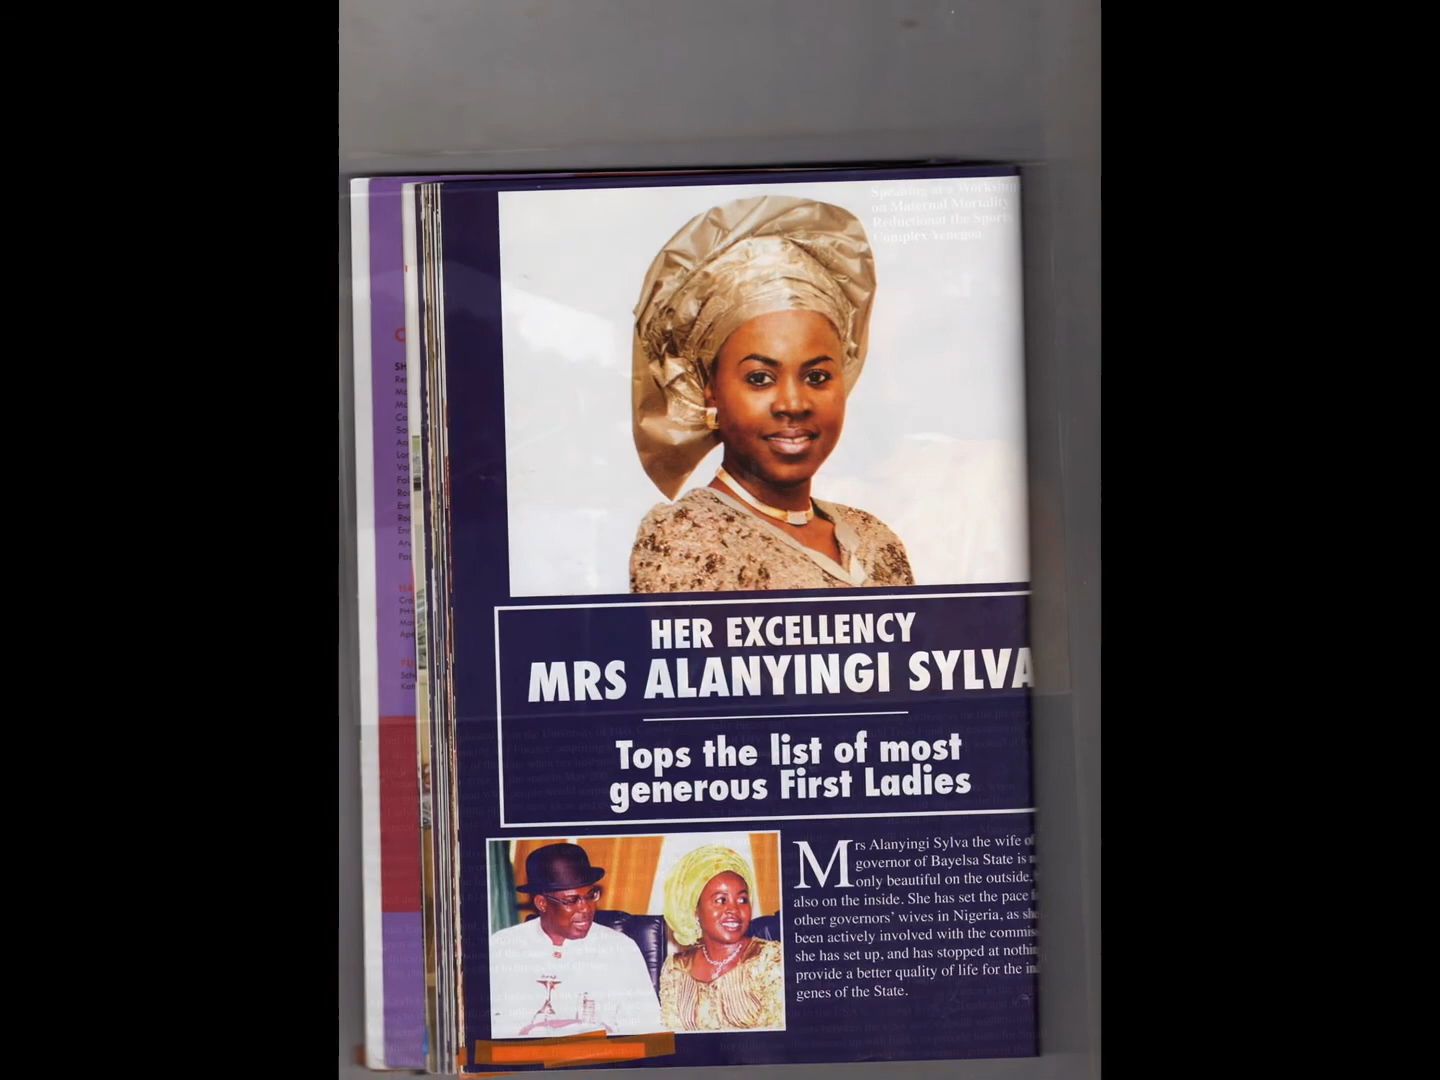 Speaking at a Workshop
on Maternal Mortality
Reduction at the Sports
Complex Yenegoa
HER EXCELLENCY
MRS ALANYINGI SYLVA
Tops the list of most
generous First Ladies
Mrs Alanyingi Sylva the wife of
governor of Bayelsa State is
only beautiful on the outside,
also on the inside. She has set the pace
other governors' wives in Nigeria, as she
been actively involved with the commis
she has set up, and has stopped at nothin
provide a better quality of life for the in
genes of the State.
SH